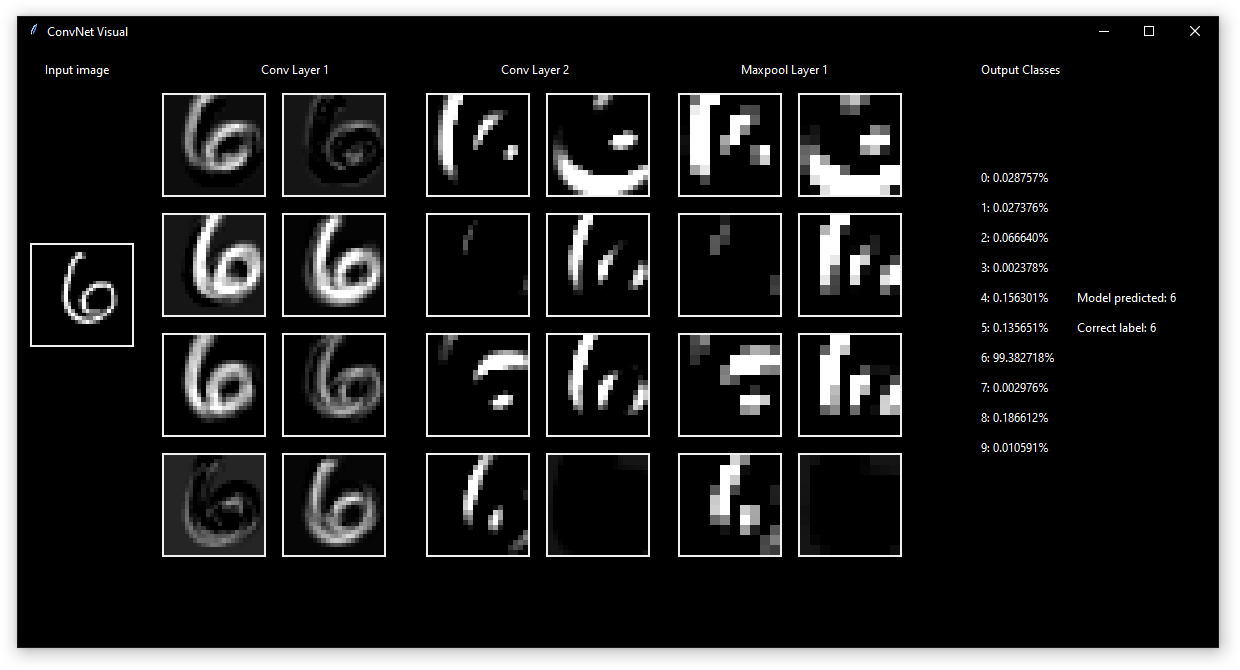 ConvNet Visual
Input image Conv Layer 1 Conv Layer 2 Maxpool Layer 1 Output Classes
0: 0.028757%
1: 0.027376%
2: 0.066640%
3: 0.002378%
4: 0.156301% Model predicted: 6
5: 0.135651% Correct label: 6
6: 99.382718%
7: 0.002976%
8: 0.186612%
9: 0.010591%